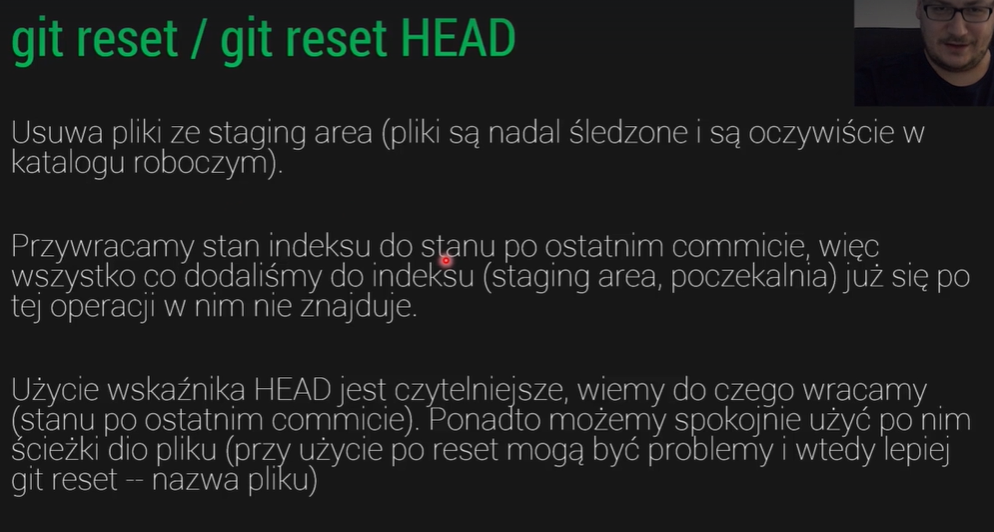 git reset / git reset HEAD
Usuwa pliki ze staging area (pliki są nadal śledzone i są oczywiście w
katalogu roboczym).
Przywracamy stan indeksu do stanu po ostatnim commicie, więc
wszystko co dodaliśmy do indeksu (staging area, poczekalnia) już się po
tej operacji w nim nie znajduje.
Użycie wskaźnika HEAD jest czytelniejsze, wiemy do czego wracamy
(stanu po ostatnim commicie). Ponadto możemy spokojnie użyć po nim
ścieżki dio pliku (przy użycie po reset mogą być problemy i wtedy lepiej
git reset -- nazwa pliku)